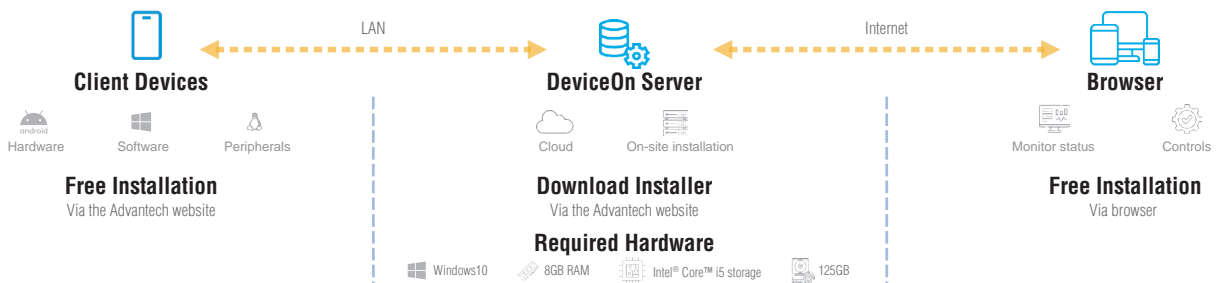 LAN
Internet
Client Devices
DeviceOn Server
Browser
android
Hardware
Software
Peripherals
Cloud
On-site installation
Monitor status
Controls
Free Installation
Via the Advantech website
Download Installer
Via the Advantech website
Free Installation
Via browser
Required Hardware
Windows10
8GB RAM
Intel® Core™ i5 storage
125GB